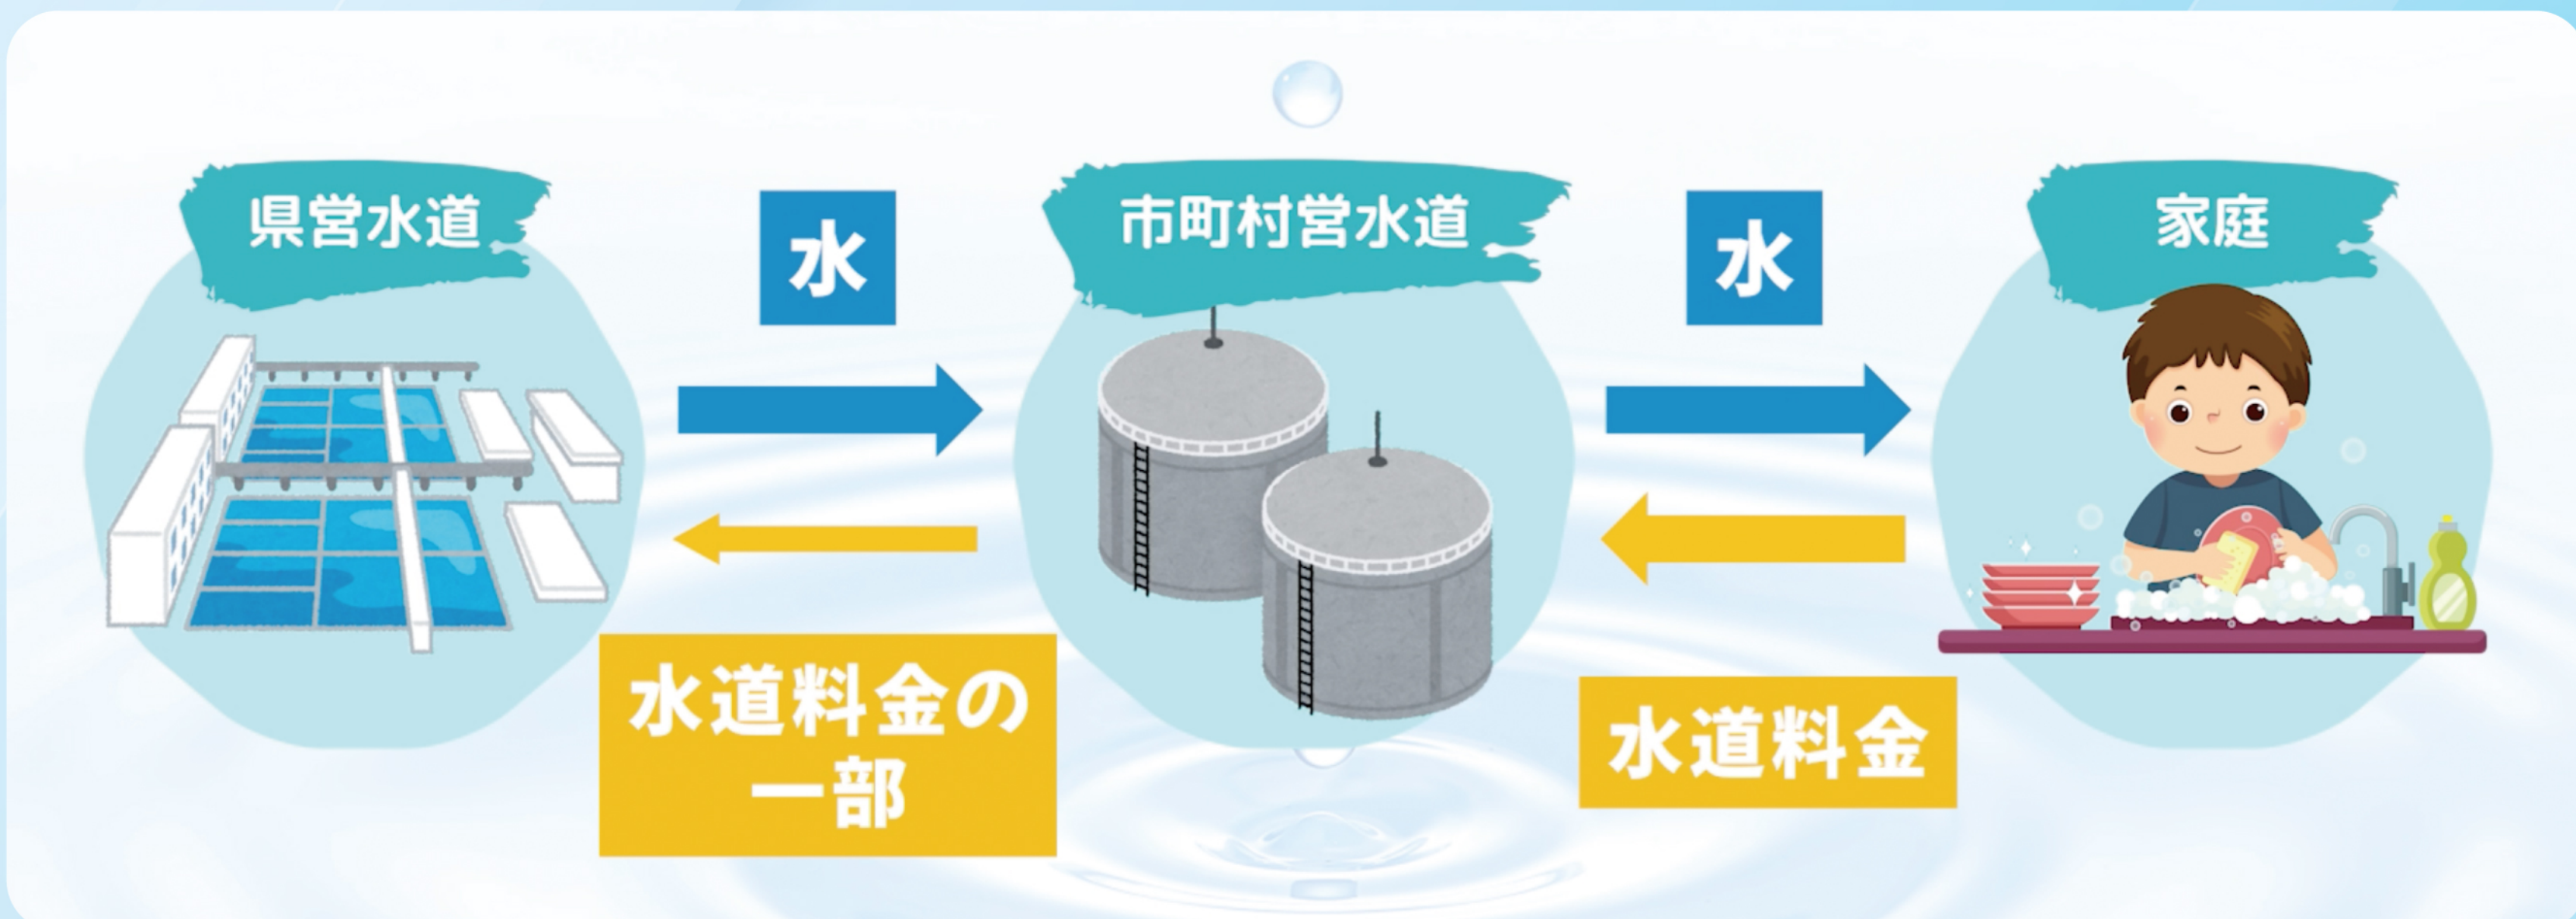 県営水道
水
市町村営水道
水
家庭
水道料金の
一部
水道料金